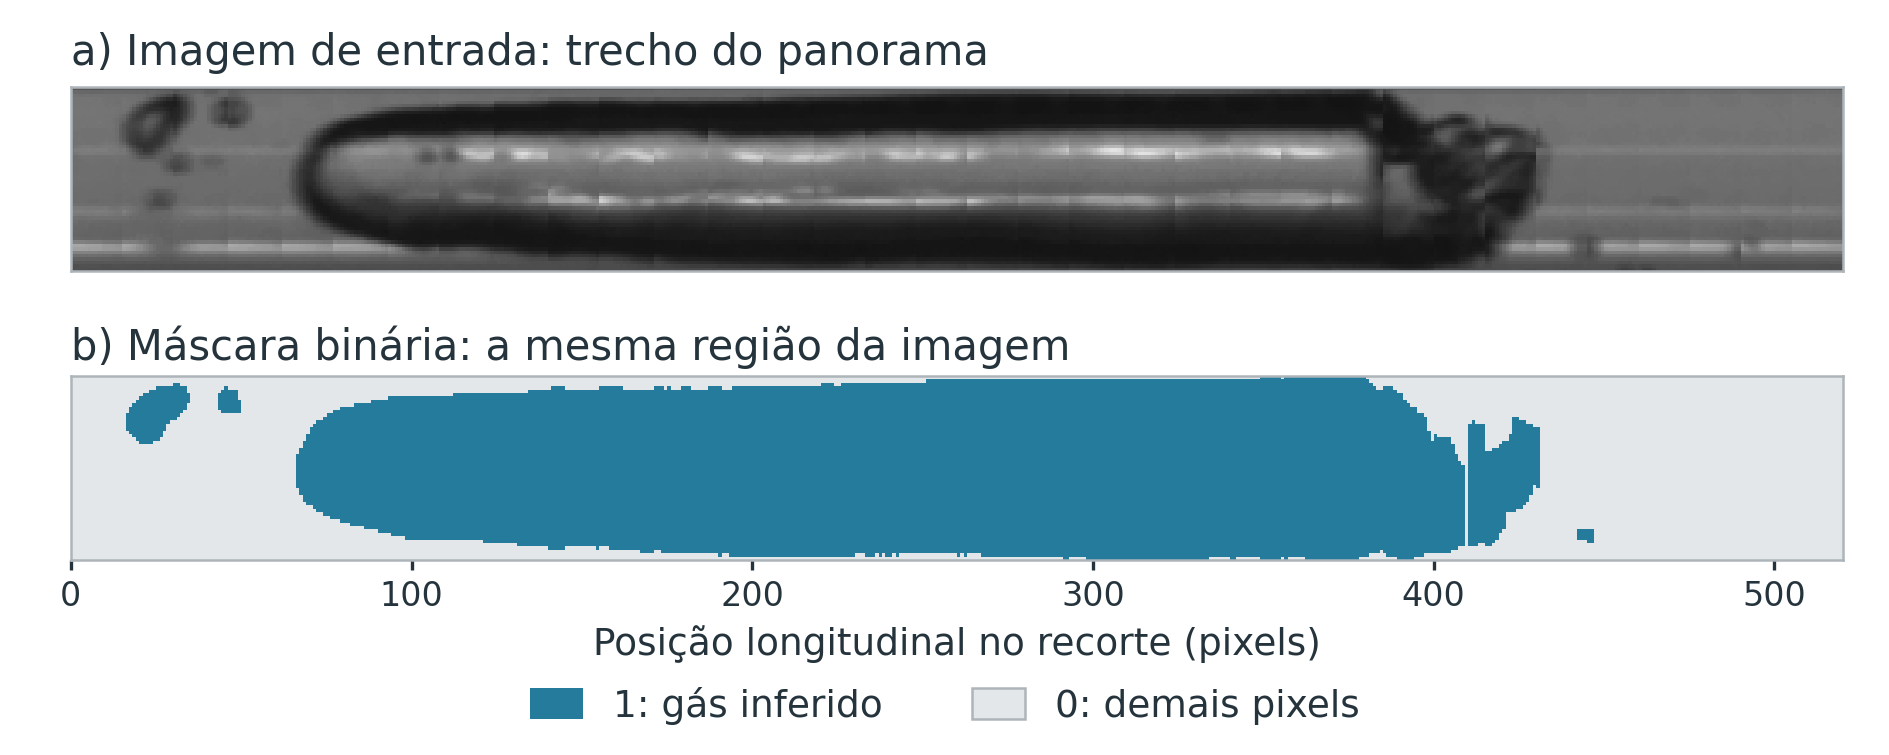 a) Imagem de entrada: trecho do panorama
b) Máscara binária: a mesma região da imagem
0 100 200 300 400 500
Posição longitudinal no recorte (pixels)
1: gás inferido 0: demais pixels